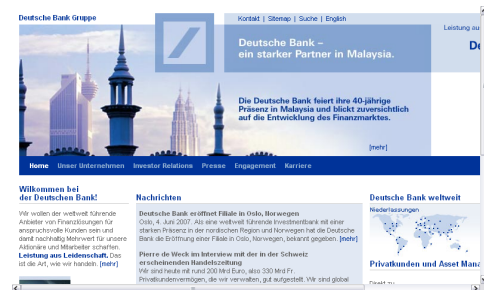 Deutsche Bank Gruppe
Kontakt | Sitemap | Suche | English
Leistung au
Deutsche Bank –
ein starker Partner in Malaysia.
De
Die Deutsche Bank feiert ihre 40-jährige
Präsenz in Malaysia und blickt zuversichtlich
auf die Entwicklung des Finanzmarktes.
[mehr]
Home Unser Unternehmen Investor Relations Presse Engagement Karriere
Willkommen bei
der Deutschen Bank!
Wir wollen der weltweit führende
Anbieter von Finanzlösungen für
anspruchsvolle Kunden sein und
damit nachhaltig Mehrwert für unsere
Aktionäre und Mitarbeiter schaffen.
Leistung aus Leidenschaft. Das
ist die Art, wie wir handeln. [mehr]
Nachrichten
Deutsche Bank eröffnet Filiale in Oslo, Norwegen
Oslo, 4. Juni 2007. Als eine weltweit führende Investmentbank mit einer
starken Präsenz in der nordischen Region und Norwegen hat die Deutsche
Bank die Eröffnung einer Filiale in Oslo, Norwegen, bekannt gegeben. [mehr]
Pierre de Weck im Interview mit der in der Schweiz
erscheinenden Handelszeitung
Wir sind heute mit rund 200 Mrd Euro, also 330 Mrd Fr.
Privatkundenvermögen, die wir verwalten, gut aufgestellt. Wir sind global
Deutsche Bank weltweit
Niederlassungen
Privatkunden und Asset Mana
Direkt zu